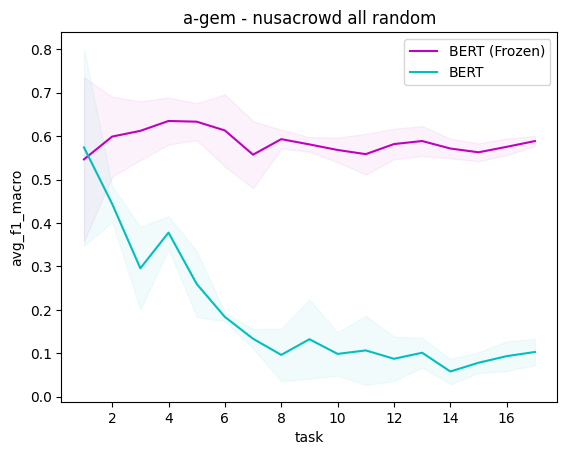 a-gem - nusacrowd all random
BERT (Frozen)
BERT
avg_f1_macro
0.8
0.7
0.6
0.5
0.4
0.3
0.2
0.1
0.0
2 4 6 8 10 12 14 16
task